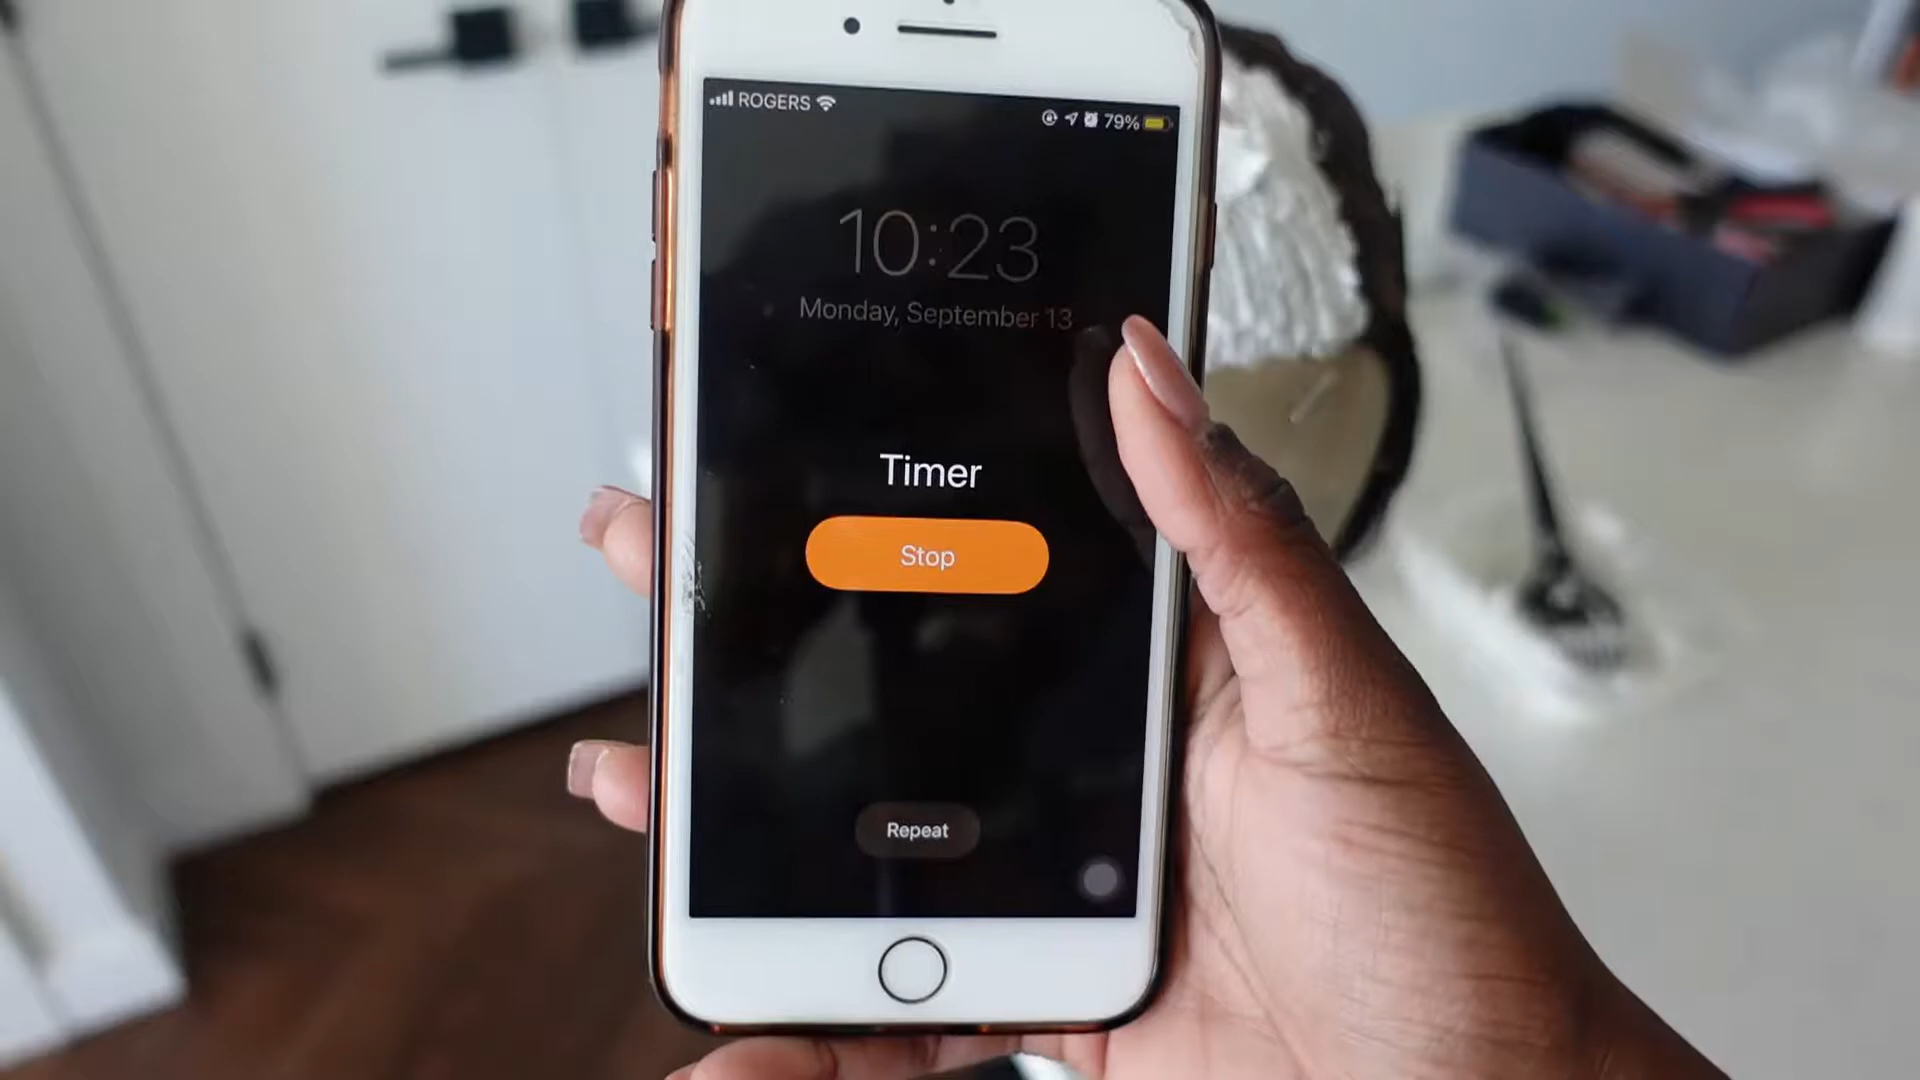 ROGERS 79%
10:23
Monday, September 13
Timer
Stop
Repeat